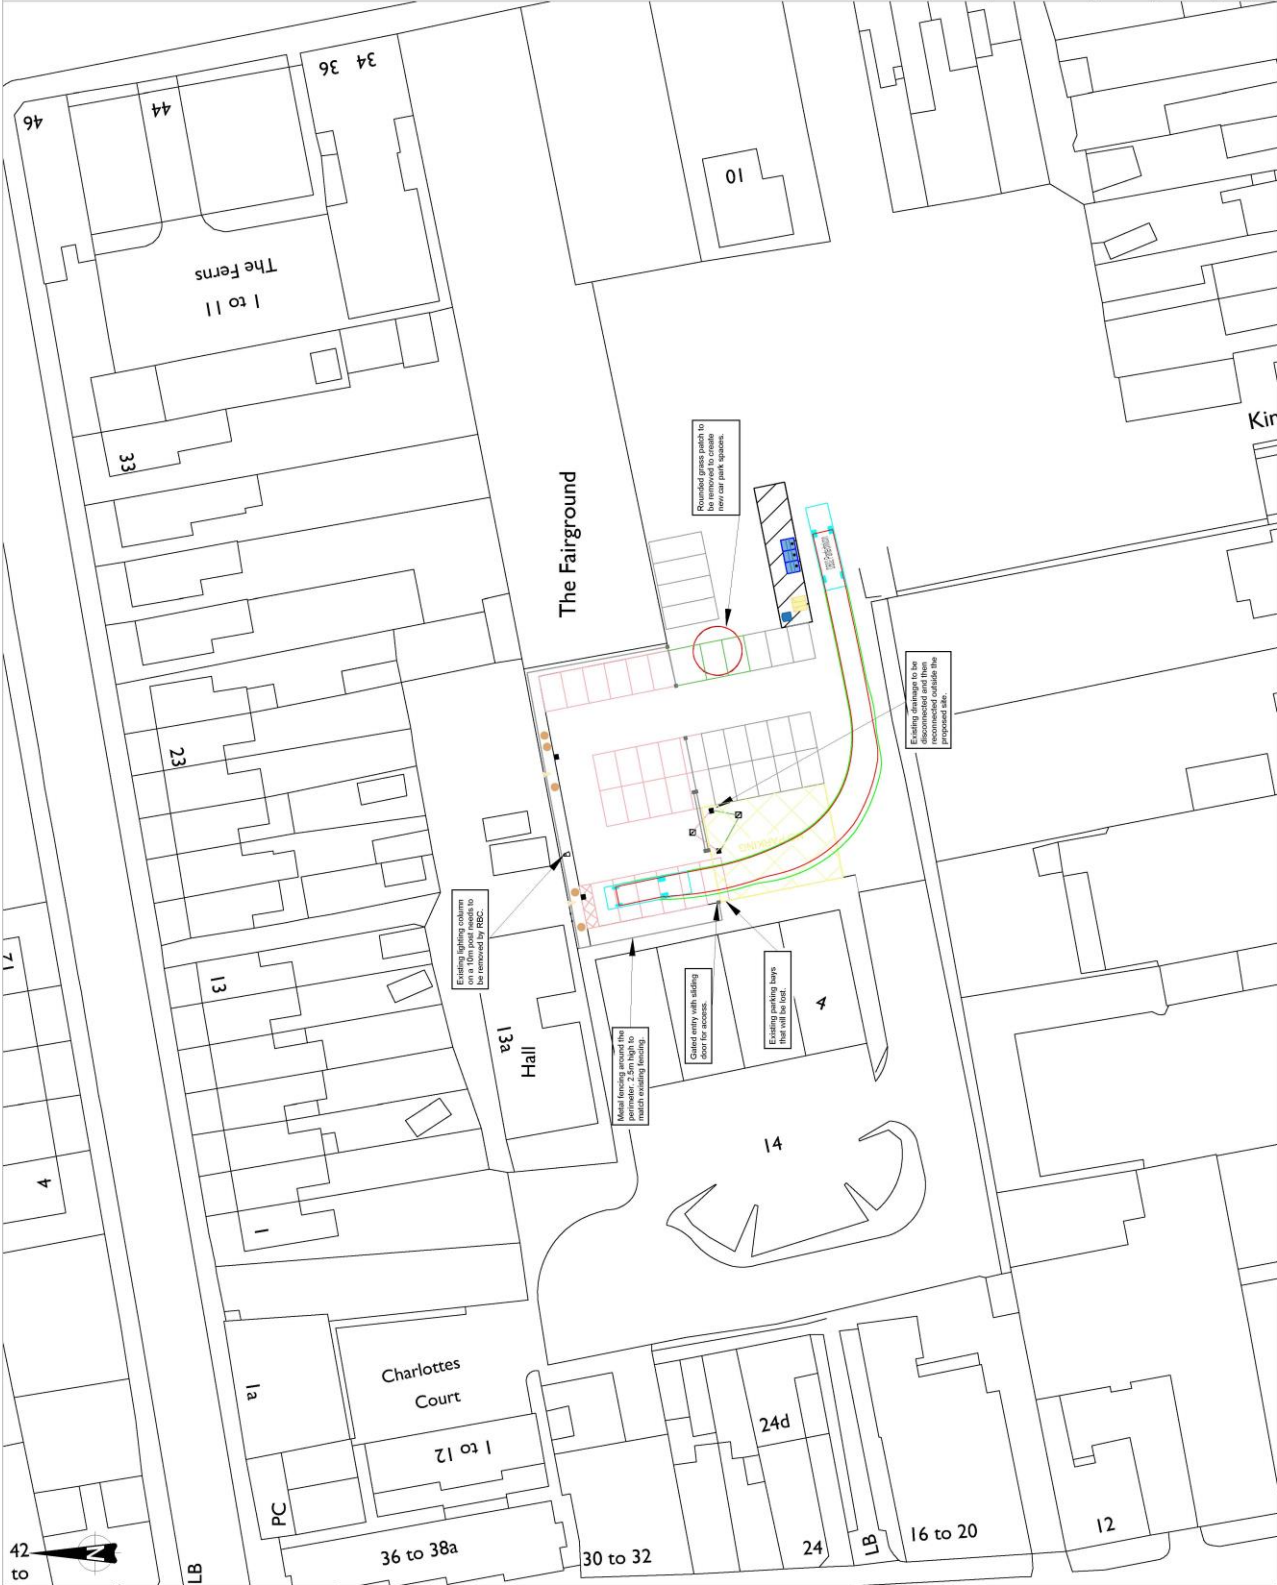 46
44
36 34
The Ferns
1 to 11
10
33
Kin
Rounded grass patch to
be removed to create
new car park spaces.
The Fairground
23
Existing drainage to be
disconnected and then
reconnected outside the
proposed site.
Existing lighting column
on a 10m post needs to
be removed by RBC.
71
13
13a
Hall
Metal fencing around the
perimeter. 2.5m high to
match existing fencing.
Gated entry with sliding
door for access.
Existing parking bays
that will be lost.
4
4
14
1
1a
Charlottes
Court
1 to 12
24d
PC
42
to
N
LB
36 to 38a
30 to 32
24
LB
16 to 20
12